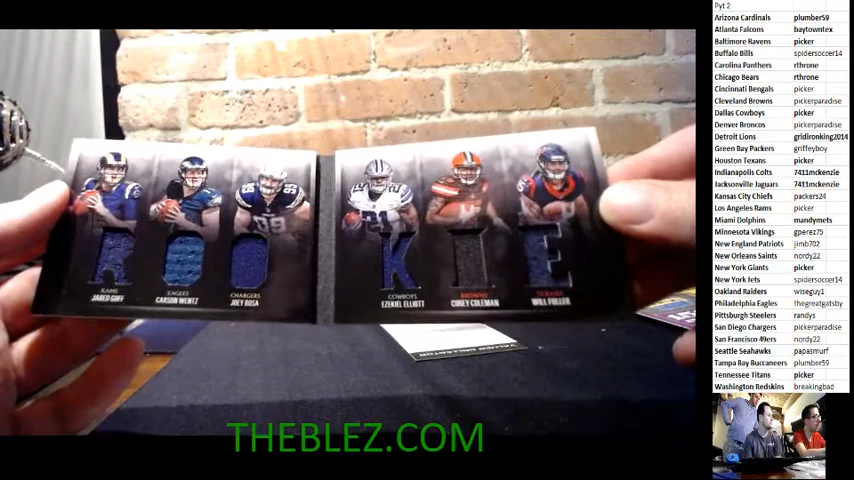 Pyt 2
Arizona Cardinals plumber59
Atlanta Falcons baytowntex
Baltimore Ravens picker
Buffalo Bills spidersoccer14
Carolina Panthers rthrone
Chicago Bears rthrone
Cincinnati Bengals picker
Cleveland Browns pickerparadise
Dallas Cowboys picker
Denver Broncos pickerparadise
Detroit Lions gridironking2014
Green Bay Packers griffeyboy
Houston Texans picker
Indianapolis Colts 7411mckenzie
Jacksonville Jaguars 7411mckenzie
Kansas City Chiefs packers24
Los Angeles Rams picker
Miami Dolphins mandymets
Minnesota Vikings gperez75
New England Patriots jimb702
New Orleans Saints nordy22
New York Giants picker
New York Jets spidersoccer14
Oakland Raiders wiseguy1
Philadelphia Eagles thegreatgatsby
Pittsburgh Steelers randys
San Diego Chargers pickerparadise
San Francisco 49ers nordy22
Seattle Seahawks papasmurf
Tampa Bay Buccaneers plumber59
Tennessee Titans picker
Washington Redskins breakingbad
ROOKIE
RAMS
JARED GOFF
EAGLES
CARSON WENTZ
CHARGERS
JOEY BOSA
COWBOYS
EZEKIEL ELLIOTT
BROWNS
COREY COLEMAN
TEXANS
WILL FULLER
99
21
THEBLEZ.COM